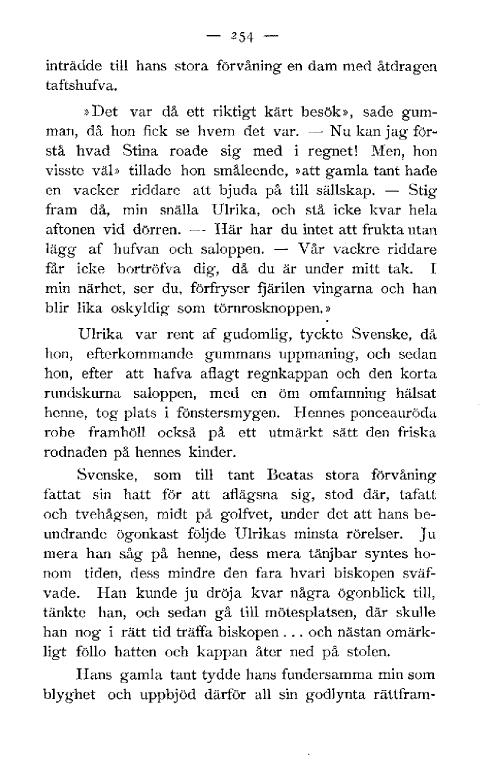 — 254 —
inträdde till hans stora förvåning en dam med åtdragen
taftshufva.
»Det var då ett riktigt kärt besök», sade gum-
man, då hon fick se hvem det var. — Nu kan jag för-
stå hvad Stina roade sig med i regnet! Men, hon
visste väl» tillade hon småleende, »att gamla tant hade
en vacker riddare att bjuda på till sällskap. — Stig
fram då, min snälla Ulrika, och stå icke kvar hela
aftonen vid dörren. — Här har du intet att frukta utan
lägg af hufvan och saloppen. — Vår vackre riddare
får icke bortröfva dig, då du är under mitt tak. I
min närhet, ser du, förfryser fjärilen vingarna och han
blir lika oskyldig som törnrosknoppen.»
Ulrika var rent af gudomlig, tyckte Svenske, då
hon, efterkommande gummans uppmaning, och sedan
hon, efter att hafva aflagt regnkappan och den korta
rundskurna saloppen, med en öm omfamning hälsat
henne, tog plats i fönstersmygen. Hennes ponceauröda
robe framhöll också på ett utmärkt sätt den friska
rodnaden på hennes kinder.
Svenske, som till tant Beatas stora förvåning
fattat sin hatt för att aflägsna sig, stod där, tafatt
och tvehågsen, midt på golfvet, under det att hans be-
undrande ögonkast följde Ulrikas minsta rörelser. Ju
mera han såg på henne, dess mera tänjbar syntes ho-
nom tiden, dess mindre den fara hvari biskopen sväf-
vade. Han kunde ju dröja kvar några ögonblick till,
tänkte han, och sedan gå till mötesplatsen, där skulle
han nog i rätt tid träffa biskopen . . . och nästan omärk-
ligt föllo hatten och kappan åter ned på stolen.
Hans gamla tant tydde hans fundersamma min som
blyghet och uppbjöd därför all sin godlynta rättfram-